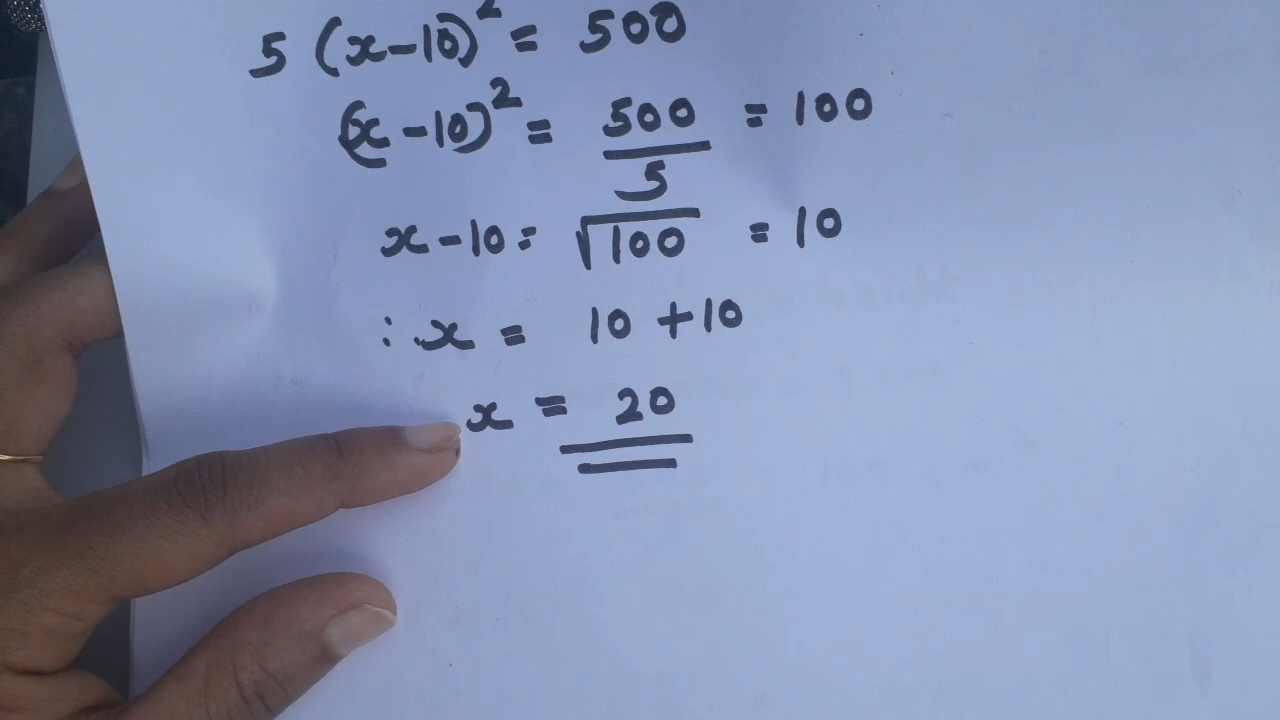 5 (x-10)² = 500
(x-10)² = 500/5 = 100
x-10 = √100 = 10
: x = 10 + 10
x = 20